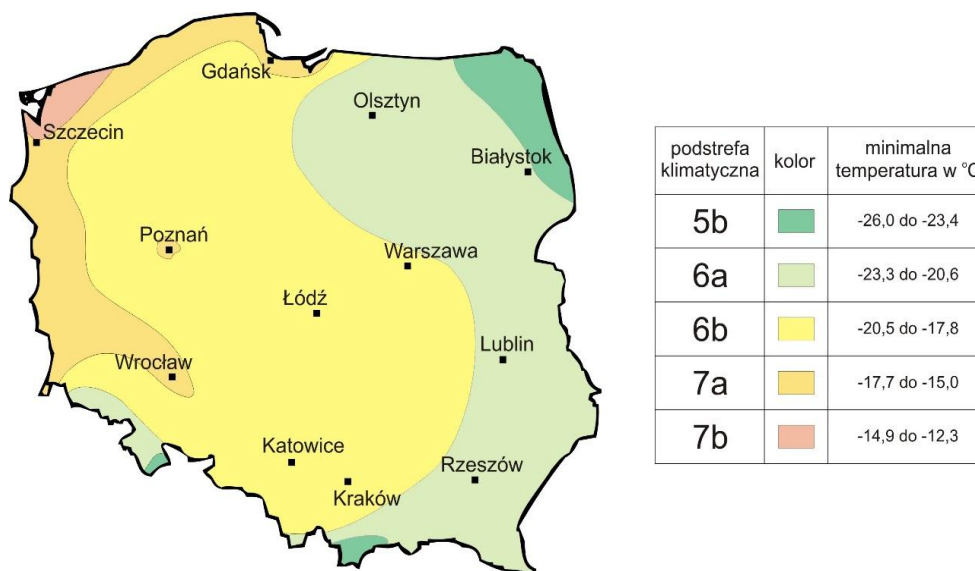 Gdańsk
Olsztyn
Szczecin
Białystok
Poznań
Warszawa
Łódź
Lublin
Wrocław
Katowice
Rzeszów
Kraków
podstrefa klimatyczna
kolor
minimalna temperatura w °C
5b
-26,0 do -23,4
6a
-23,3 do -20,6
6b
-20,5 do -17,8
7a
-17,7 do -15,0
7b
-14,9 do -12,3